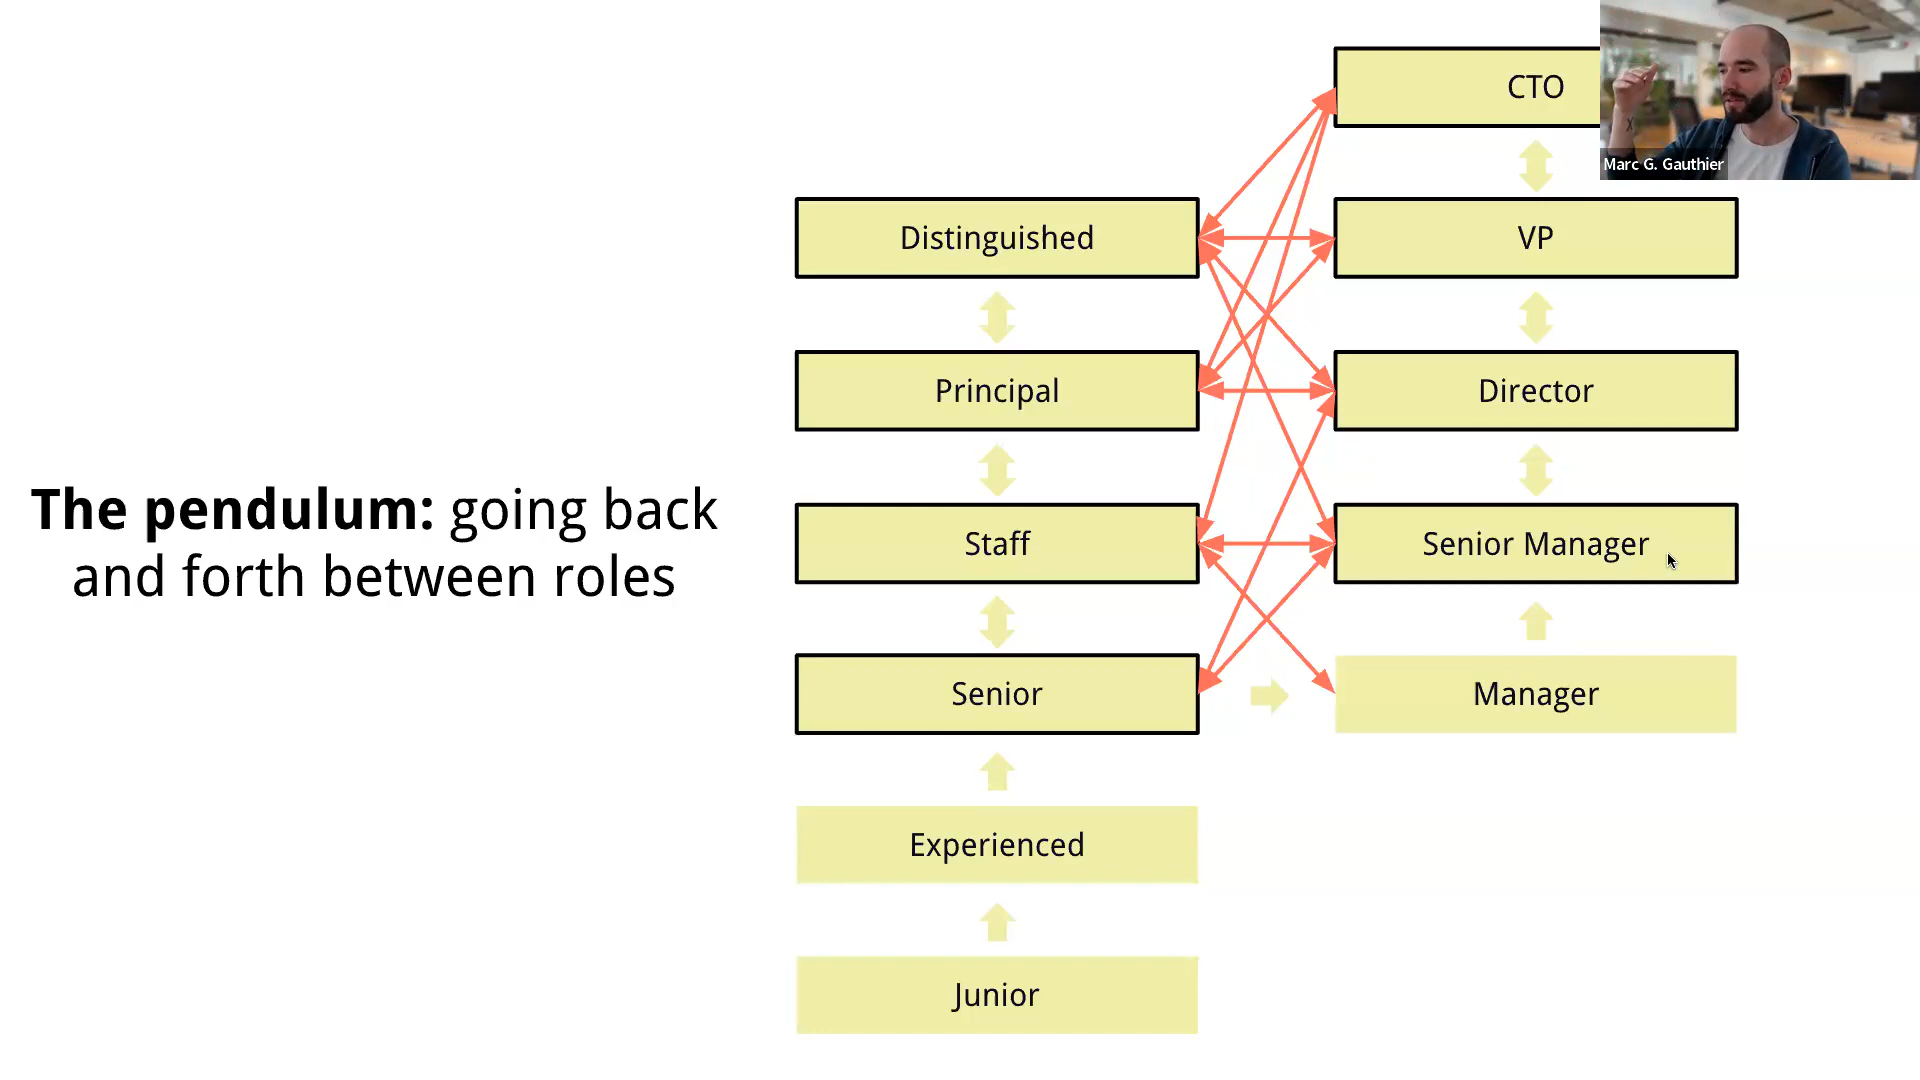 CTO
Marc G. Gauthier
Distinguished
VP
Principal
Director
The pendulum: going back
and forth between roles
Staff
Senior Manager
Senior
Manager
Experienced
Junior